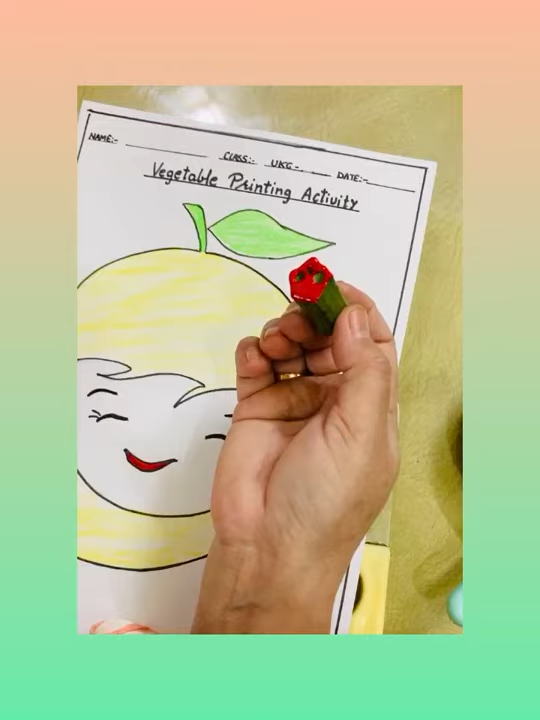 NAME:- CLASS:- UKG- DATE:-
Vegetable Printing Activity